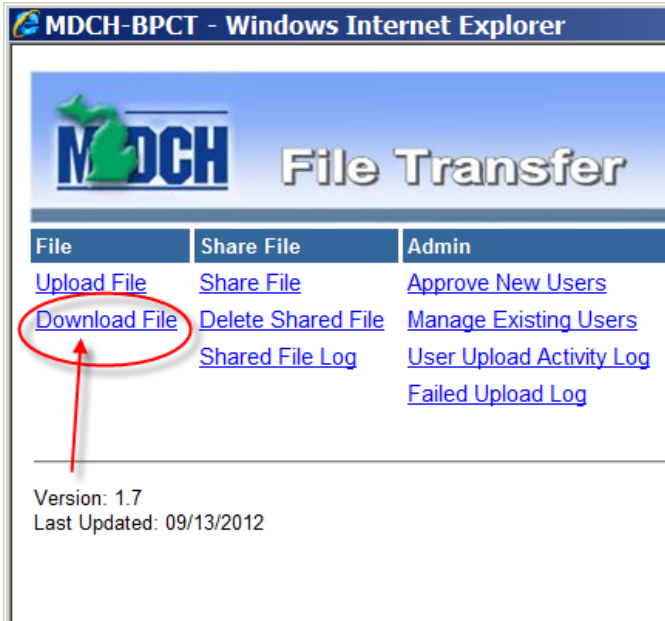 MDCH-BPCT - Windows Internet Explorer
MDCH File Transfer
File Share File Admin
Upload File Share File Approve New Users
Download File Delete Shared File Manage Existing Users
Shared File Log User Upload Activity Log
Failed Upload Log
Version: 1.7
Last Updated: 09/13/2012